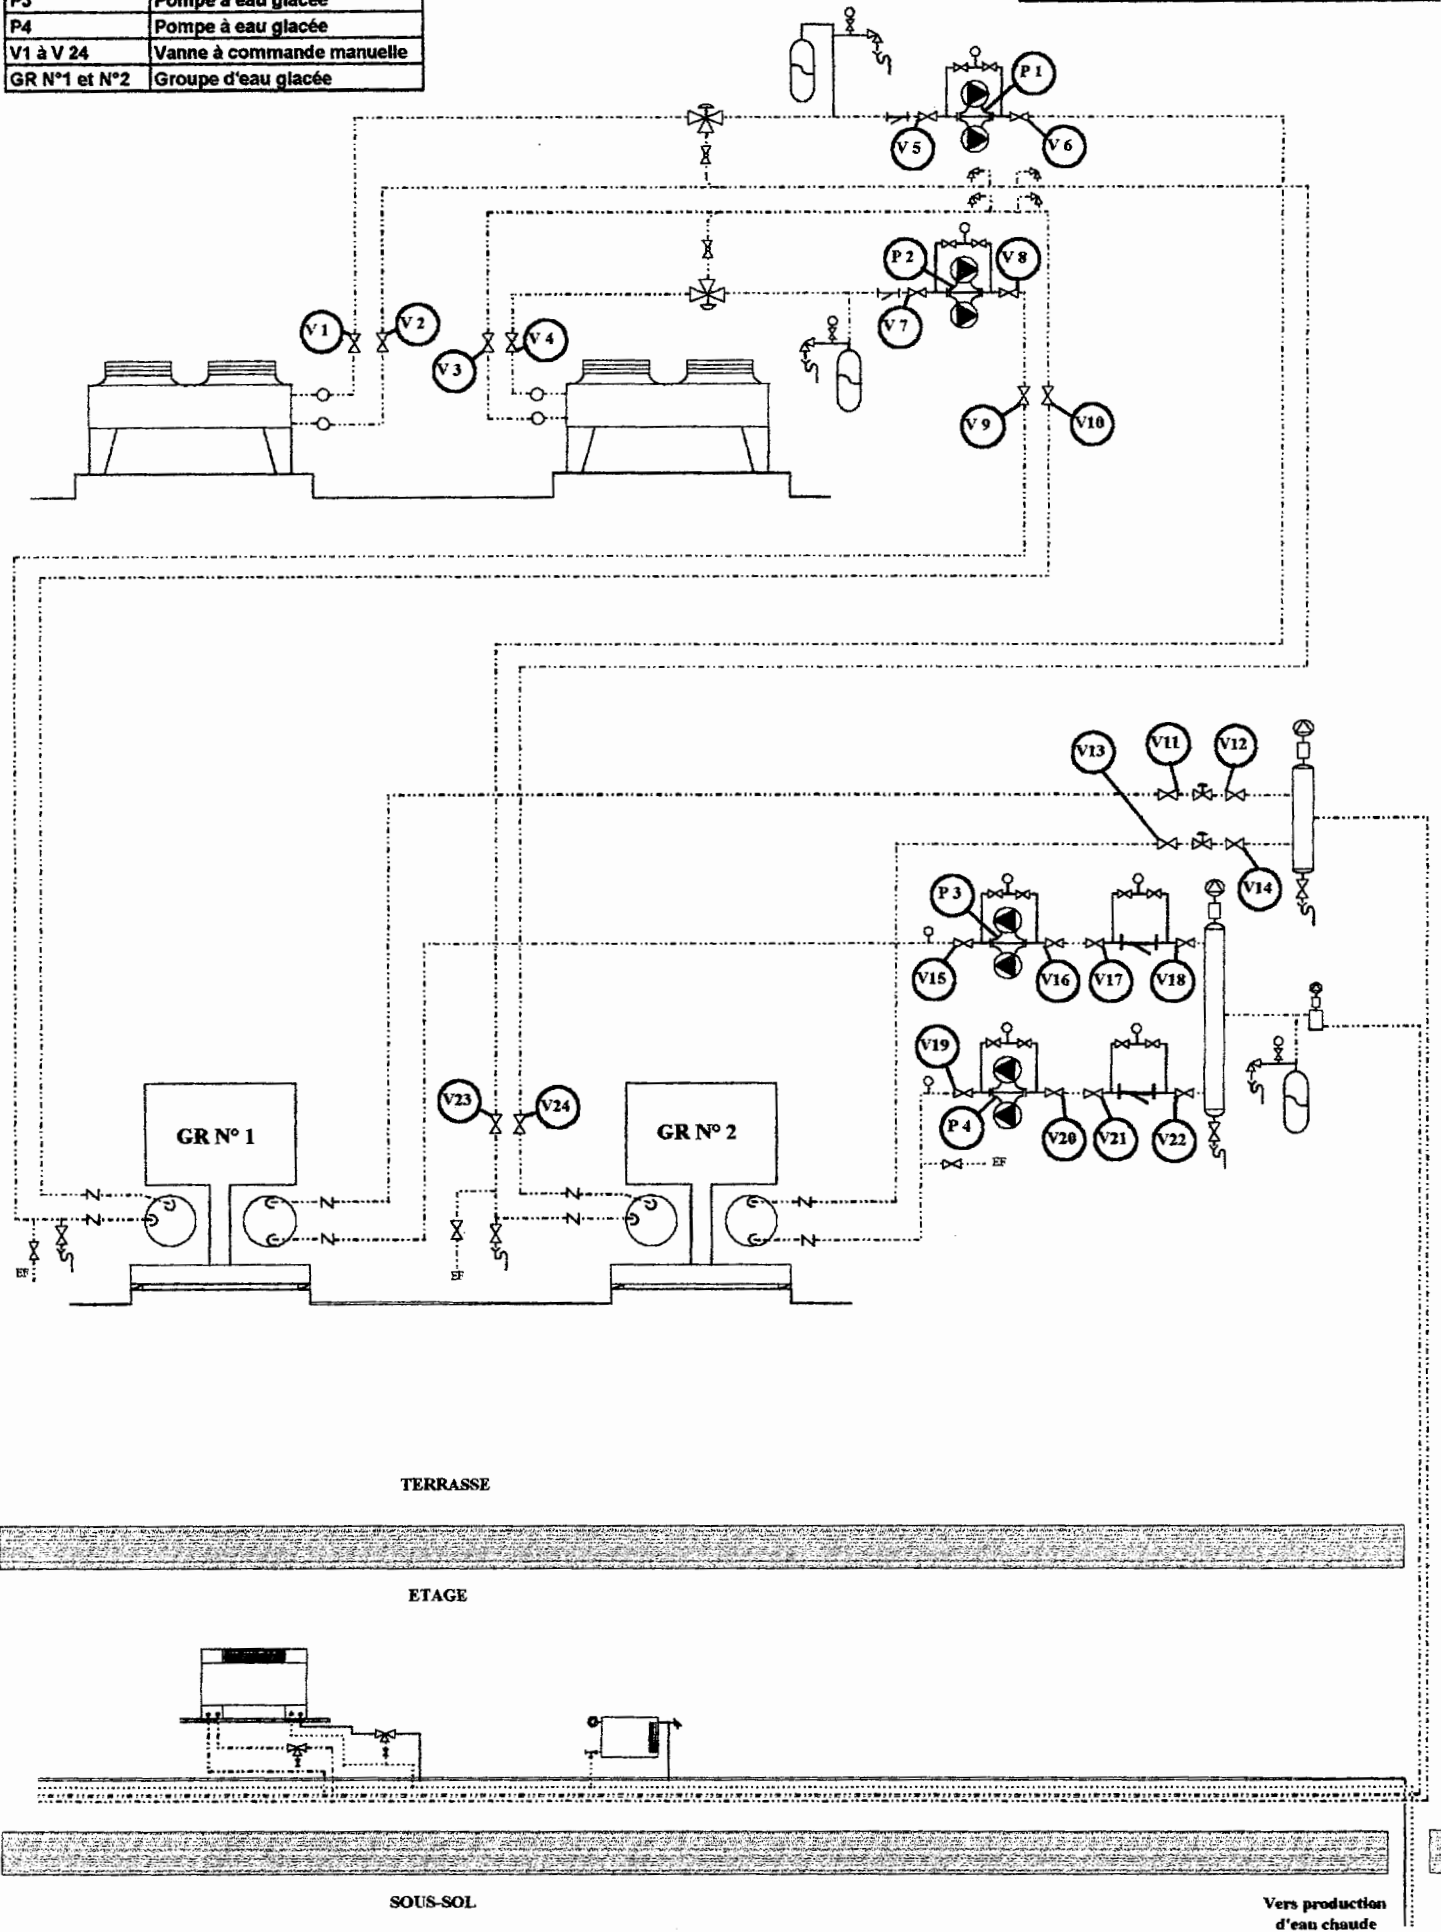 P3 Pompe à eau glacée
P4 Pompe à eau glacée
V1 à V 24 Vanne à commande manuelle
GR N°1 et N°2 Groupe d'eau glacée
P 1
V 5
V 6
P 2
V 8
V 7
V 1
V 2
V 3
V 4
V 9
V10
V13
V11
V12
V14
P 3
V15
V16
V17
V18
V19
P 4
V20
V21
V22
EF
V23
V24
GR N° 1
GR N° 2
EF
EF
TERRASSE
ETAGE
SOUS-SOL
Vers production
d'eau chaude